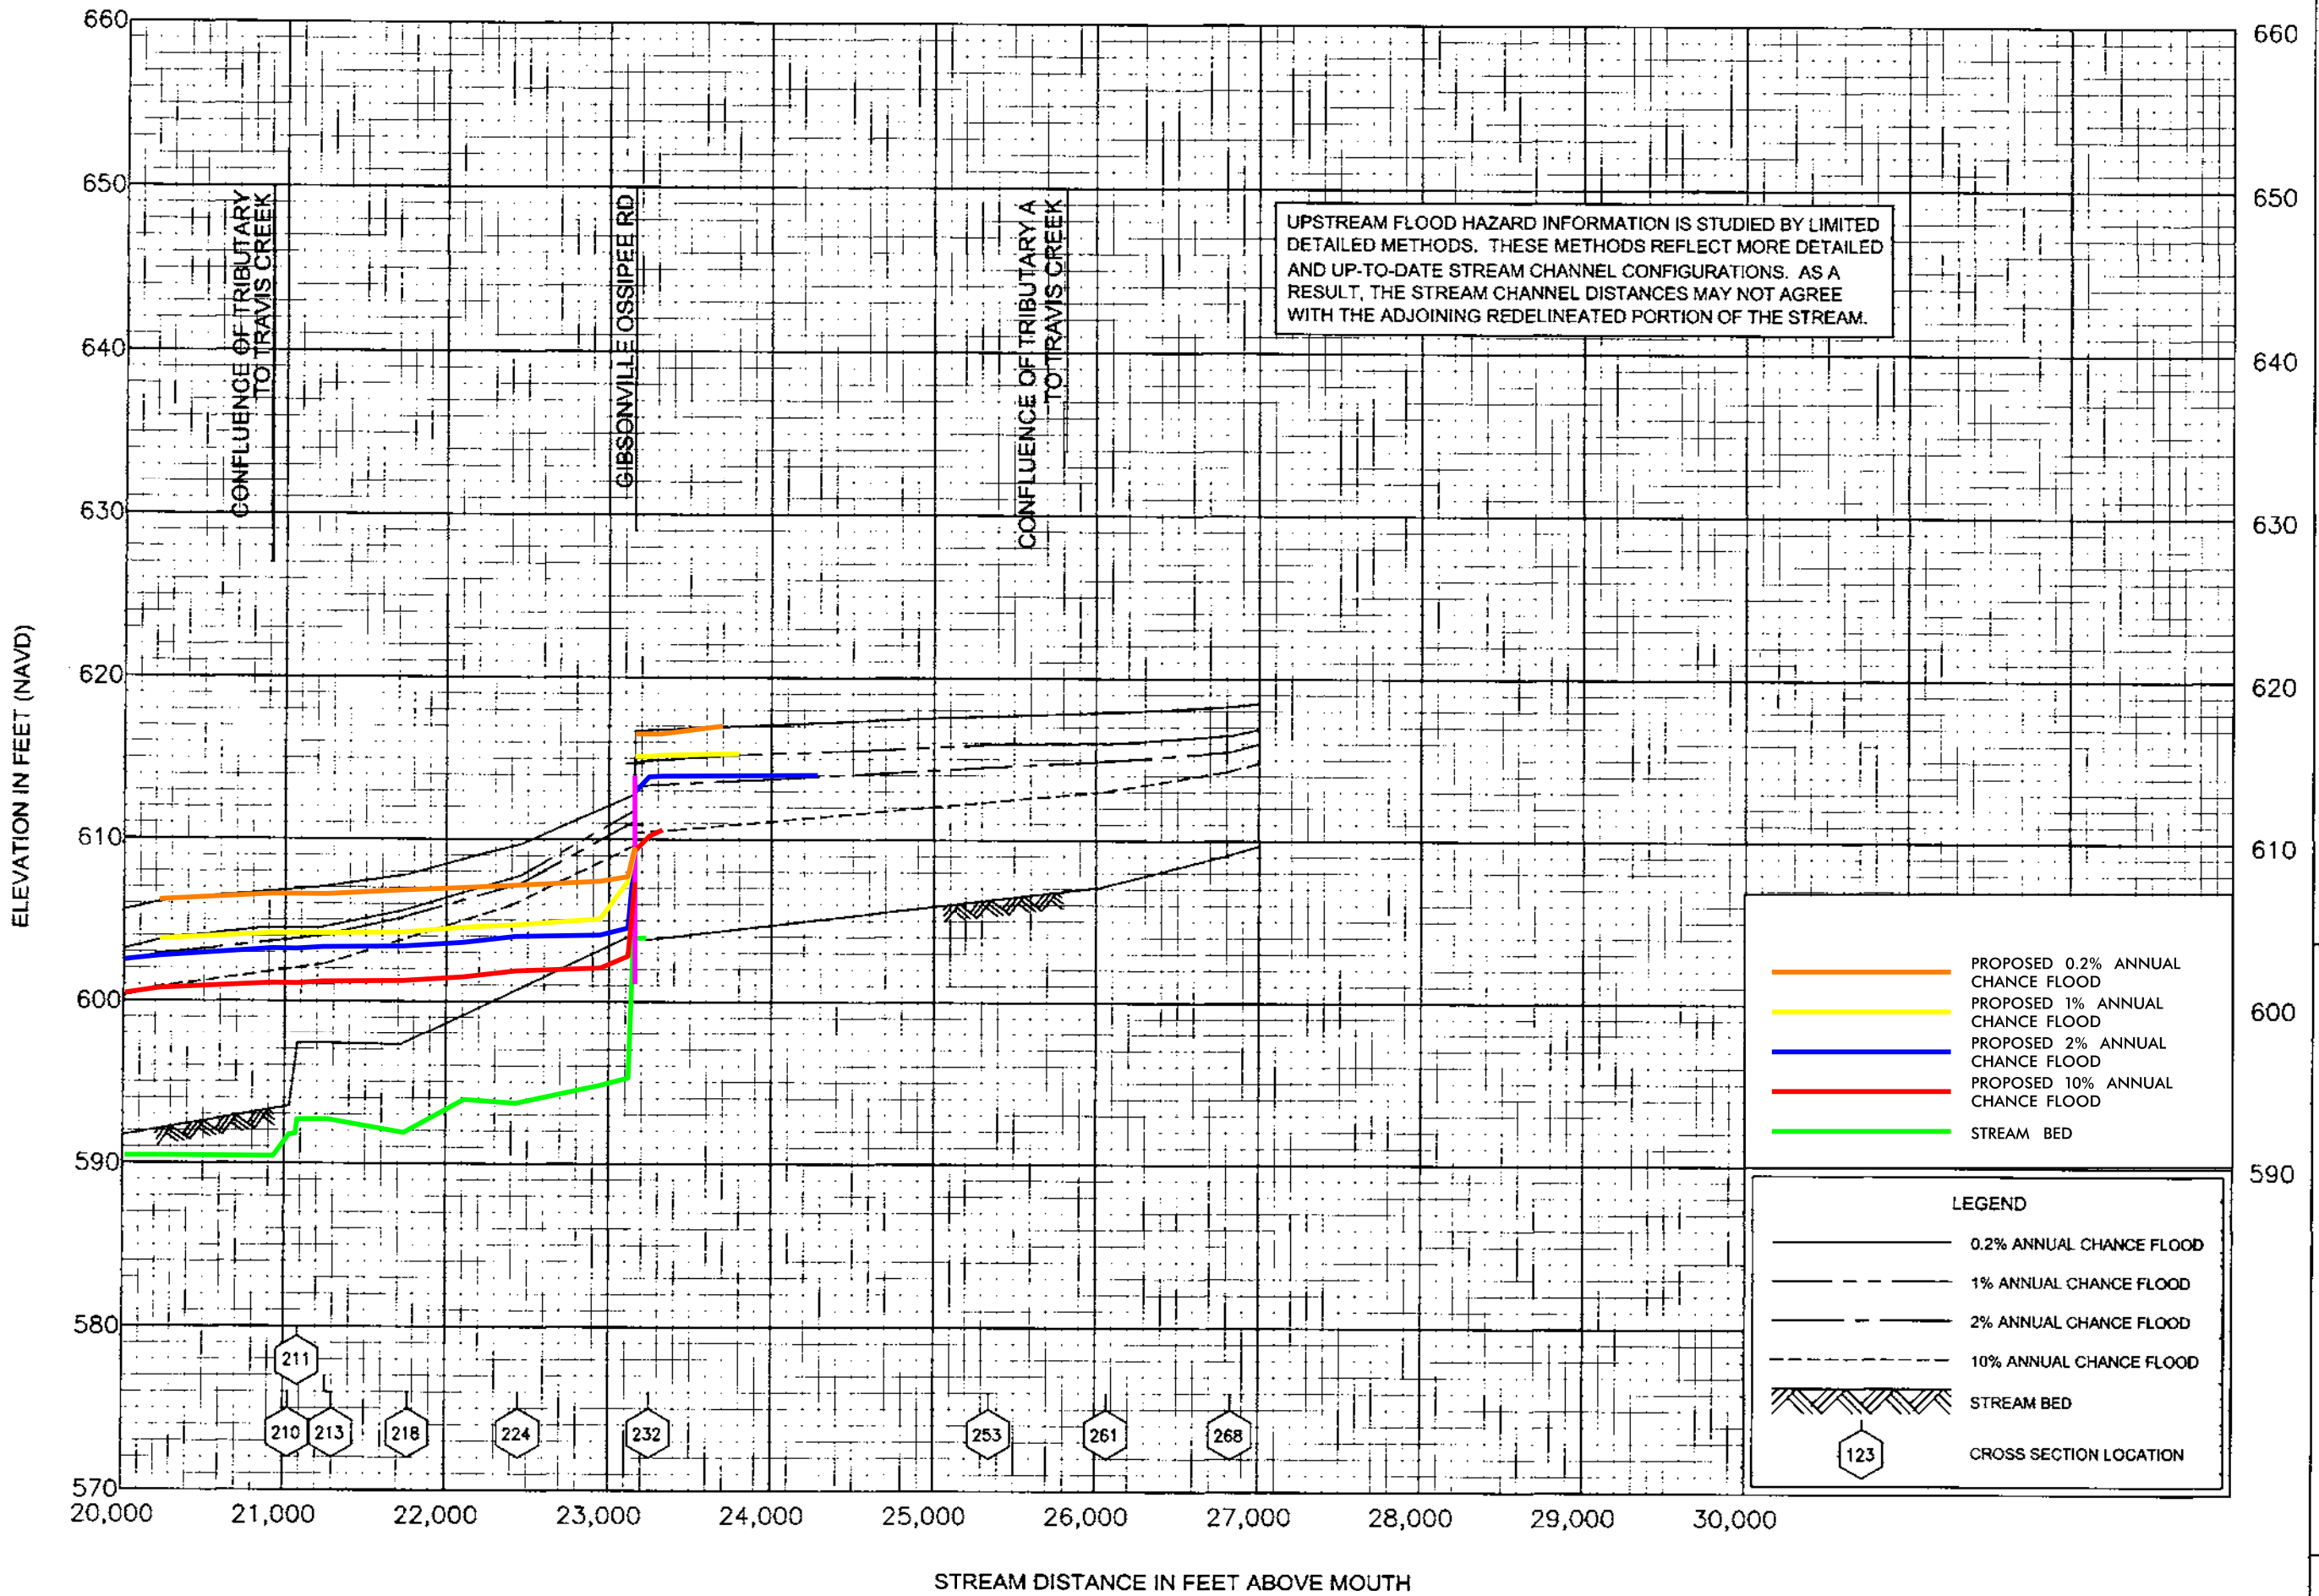 660
650
640
630
620
610
600
590
580
570
ELEVATION IN FEET (NAVD)
660
650
640
630
620
610
600
590
CONFLUENCE OF TRIBUTARY
TO TRAVIS CREEK
GIBSONVILLE OSSIPEE RD
CONFLUENCE OF TRIBUTARY A
TO TRAVIS CREEK
UPSTREAM FLOOD HAZARD INFORMATION IS STUDIED BY LIMITED
DETAILED METHODS. THESE METHODS REFLECT MORE DETAILED
AND UP-TO-DATE STREAM CHANNEL CONFIGURATIONS. AS A
RESULT, THE STREAM CHANNEL DISTANCES MAY NOT AGREE
WITH THE ADJOINING REDELINEATED PORTION OF THE STREAM.
PROPOSED 0.2% ANNUAL
CHANCE FLOOD
PROPOSED 1% ANNUAL
CHANCE FLOOD
PROPOSED 2% ANNUAL
CHANCE FLOOD
PROPOSED 10% ANNUAL
CHANCE FLOOD
STREAM BED
LEGEND
0.2% ANNUAL CHANCE FLOOD
1% ANNUAL CHANCE FLOOD
2% ANNUAL CHANCE FLOOD
10% ANNUAL CHANCE FLOOD
STREAM BED
123 CROSS SECTION LOCATION
211
210 213 218 224 232 253 261 268
20,000 21,000 22,000 23,000 24,000 25,000 26,000 27,000 28,000 29,000 30,000
STREAM DISTANCE IN FEET ABOVE MOUTH